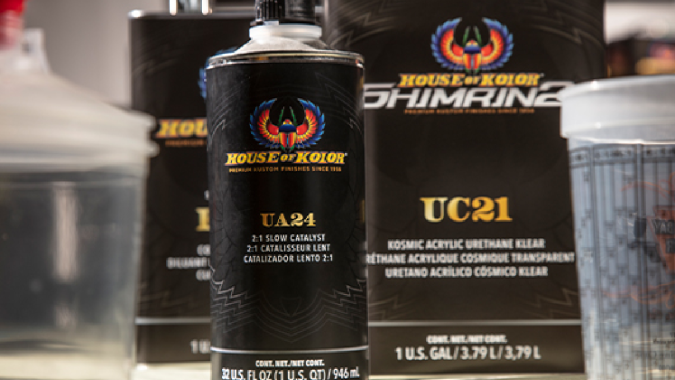 HOUSE OF KOLOR
PREMIUM KUSTOM FINISHES SINCE 1956
UA24
2:1 SLOW CATALYST
2:1 CATALISSEUR LENT
CATALIZADOR LENTO 2:1
CONT. NET./NET CONT.
32 U.S. FL OZ (1 U.S. QT) / 946 mL
HOUSE OF KOLOR
SHIMRIN2
PREMIUM KUSTOM FINISHES SINCE 1956
UC21
KOSMIC ACRYLIC URETHANE KLEAR
URÉTHANE ACRYLIQUE COSMIQUE TRANSPARENT
URETANO ACRÍLICO CÓSMICO KLEAR
CONT. NET./NET CONT.
1 U.S. GAL / 3.79 L / 3,79 L
HOUSE